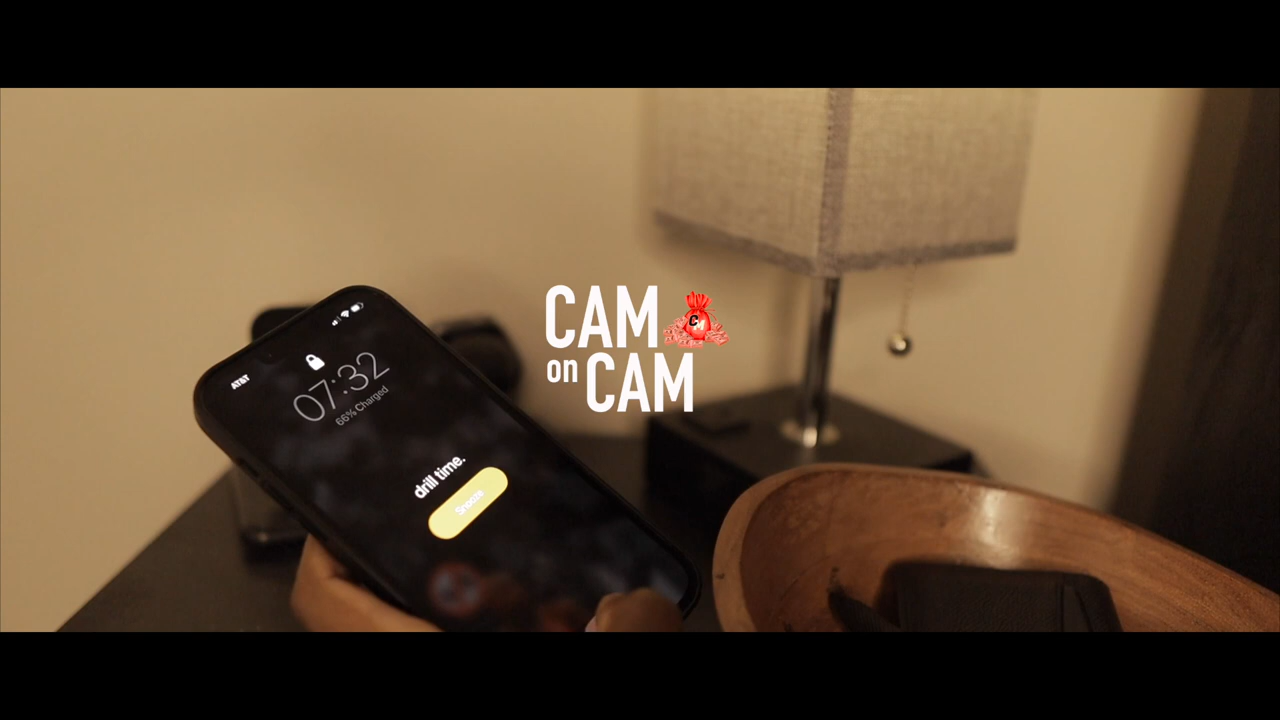 CAM
on CAM
AT&T
07:32
66% Charged
drill time.
Snooze